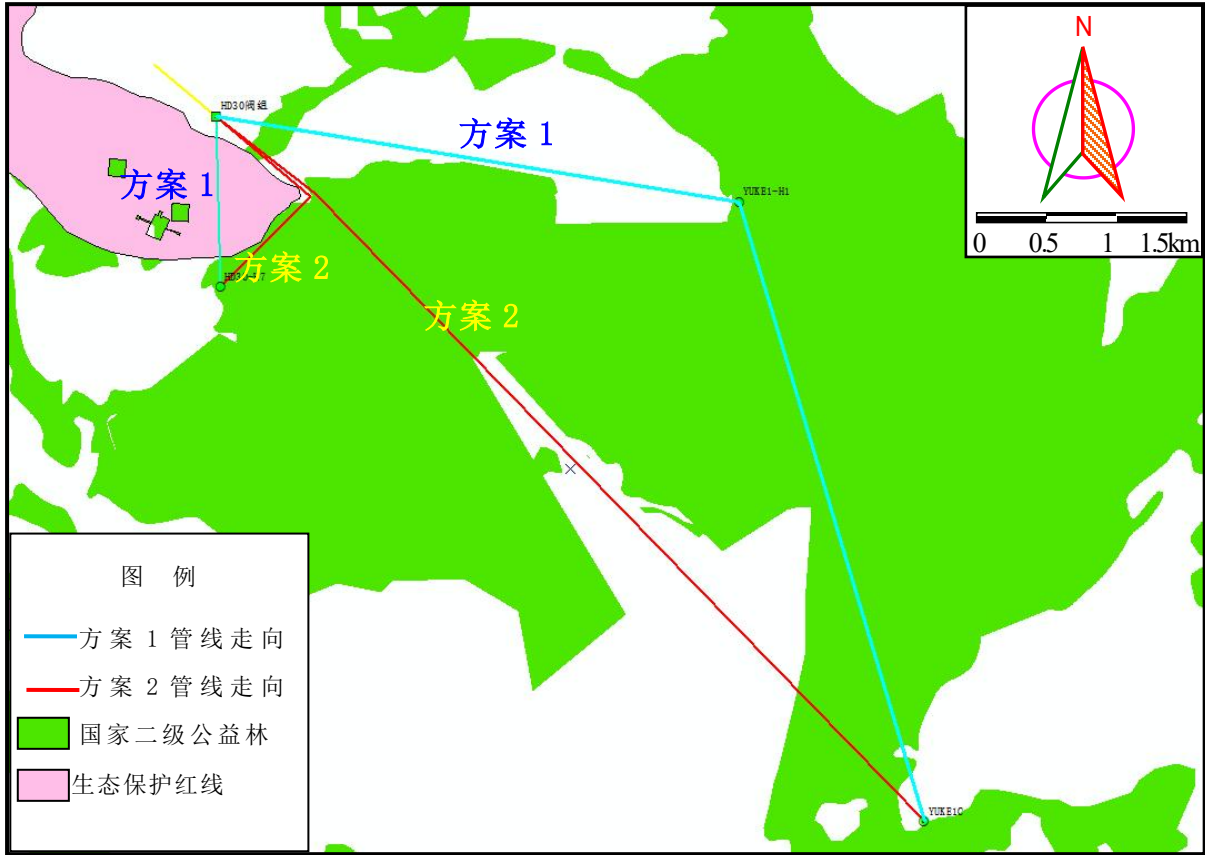 N
0 0.5 1 1.5km
HD30阀组
方案 1
方案 1
YUKE1-H1
方案 2
方案 2
YUKE1C
图 例
方案 1 管线走向
方案 2 管线走向
国家二级公益林
生态保护红线